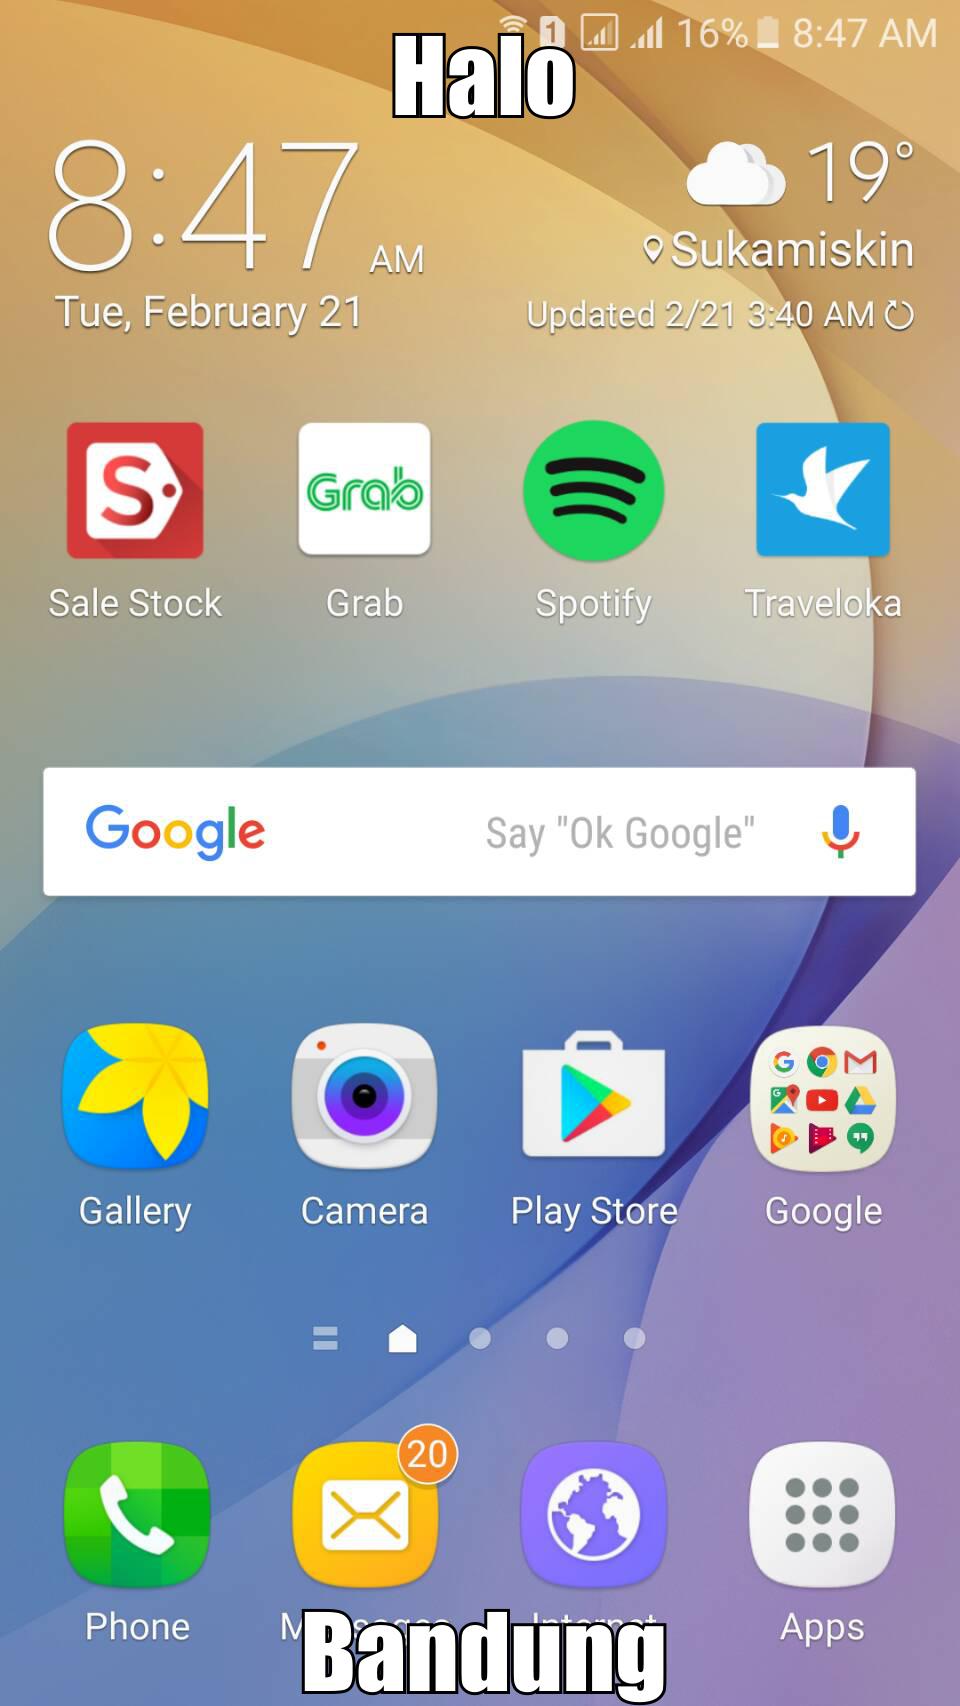 1 16% 8:47 AM
Halo
8:47 AM
19°
Sukamiskin
Tue, February 21
Updated 2/21 3:40 AM
S
Grab
Sale Stock
Grab
Spotify
Traveloka
Google
Say "Ok Google"
Gallery
Camera
Play Store
Google
20
Phone
Messages
Internet
Apps
Bandung